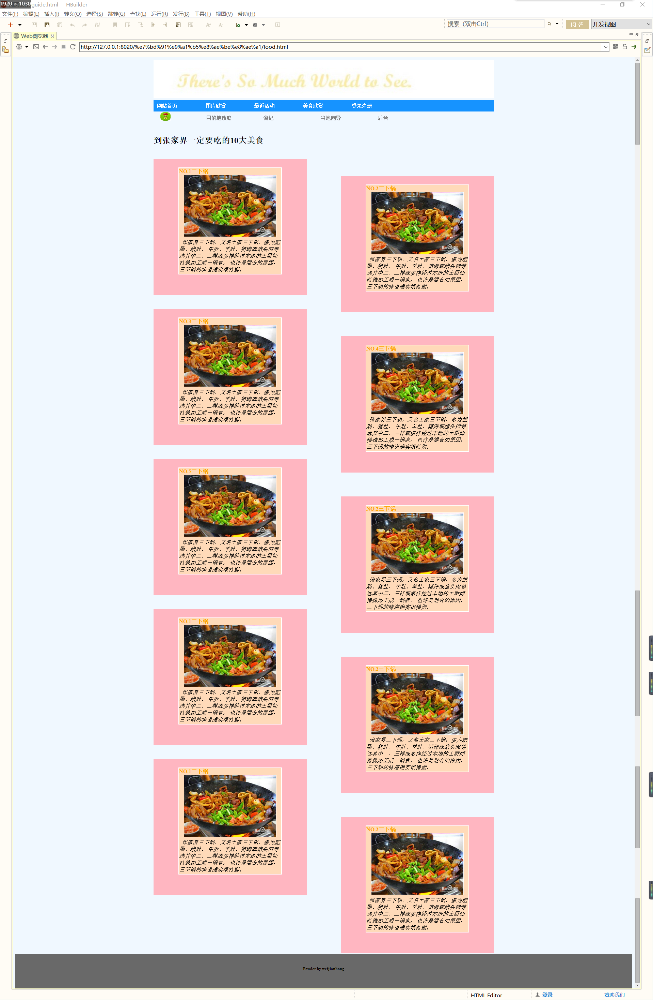 1920 × 1030
guide.html - HBuilder
文件(F) 编辑(E) 插入(I) 转义(O) 选择(S) 跳转(G) 查找(L) 运行(R) 发行(B) 工具(T) 视图(V) 帮助(H)
搜索（双击Ctrl） 问 答 开发视图
Web浏览器
http://127.0.0.1:8020/%e7%bd%91%e9%a1%b5%e8%ae%be%e8%ae%a1/food.html
There's So Much World to See.
网站首页 图片欣赏 最近活动 美食欣赏 登录注册
目的地攻略 游记 当地向导 后台
到张家界一定要吃的10大美食
NO.1三下锅
张家界三下锅，又名土家三下锅，多为肥
肠、猪肚、 牛肚、羊肚、猪蹄或猪头肉等
选其中二、三样或多样经过本地的土厨师
特殊加工成一锅煮， 也许是混合的原因，
三下锅的味道确实很特别。
NO.2三下锅
张家界三下锅，又名土家三下锅，多为肥
肠、猪肚、 牛肚、羊肚、猪蹄或猪头肉等
选其中二、三样或多样经过本地的土厨师
特殊加工成一锅煮， 也许是混合的原因，
三下锅的味道确实很特别。
NO.3三下锅
张家界三下锅，又名土家三下锅，多为肥
肠、猪肚、 牛肚、羊肚、猪蹄或猪头肉等
选其中二、三样或多样经过本地的土厨师
特殊加工成一锅煮， 也许是混合的原因，
三下锅的味道确实很特别。
NO.4三下锅
张家界三下锅，又名土家三下锅，多为肥
肠、猪肚、 牛肚、羊肚、猪蹄或猪头肉等
选其中二、三样或多样经过本地的土厨师
特殊加工成一锅煮， 也许是混合的原因，
三下锅的味道确实很特别。
NO.5三下锅
张家界三下锅，又名土家三下锅，多为肥
肠、猪肚、 牛肚、羊肚、猪蹄或猪头肉等
选其中二、三样或多样经过本地的土厨师
特殊加工成一锅煮， 也许是混合的原因，
三下锅的味道确实很特别。
NO.2三下锅
张家界三下锅，又名土家三下锅，多为肥
肠、猪肚、 牛肚、羊肚、猪蹄或猪头肉等
选其中二、三样或多样经过本地的土厨师
特殊加工成一锅煮， 也许是混合的原因，
三下锅的味道确实很特别。
NO.1三下锅
张家界三下锅，又名土家三下锅，多为肥
肠、猪肚、 牛肚、羊肚、猪蹄或猪头肉等
选其中二、三样或多样经过本地的土厨师
特殊加工成一锅煮， 也许是混合的原因，
三下锅的味道确实很特别。
NO.2三下锅
张家界三下锅，又名土家三下锅，多为肥
肠、猪肚、 牛肚、羊肚、猪蹄或猪头肉等
选其中二、三样或多样经过本地的土厨师
特殊加工成一锅煮， 也许是混合的原因，
三下锅的味道确实很特别。
NO.1三下锅
张家界三下锅，又名土家三下锅，多为肥
肠、猪肚、 牛肚、羊肚、猪蹄或猪头肉等
选其中二、三样或多样经过本地的土厨师
特殊加工成一锅煮， 也许是混合的原因，
三下锅的味道确实很特别。
NO.2三下锅
张家界三下锅，又名土家三下锅，多为肥
肠、猪肚、 牛肚、羊肚、猪蹄或猪头肉等
选其中二、三样或多样经过本地的土厨师
特殊加工成一锅煮， 也许是混合的原因，
三下锅的味道确实很特别。
Powder by weijianhong
HTML Editor 登录 赞助我们